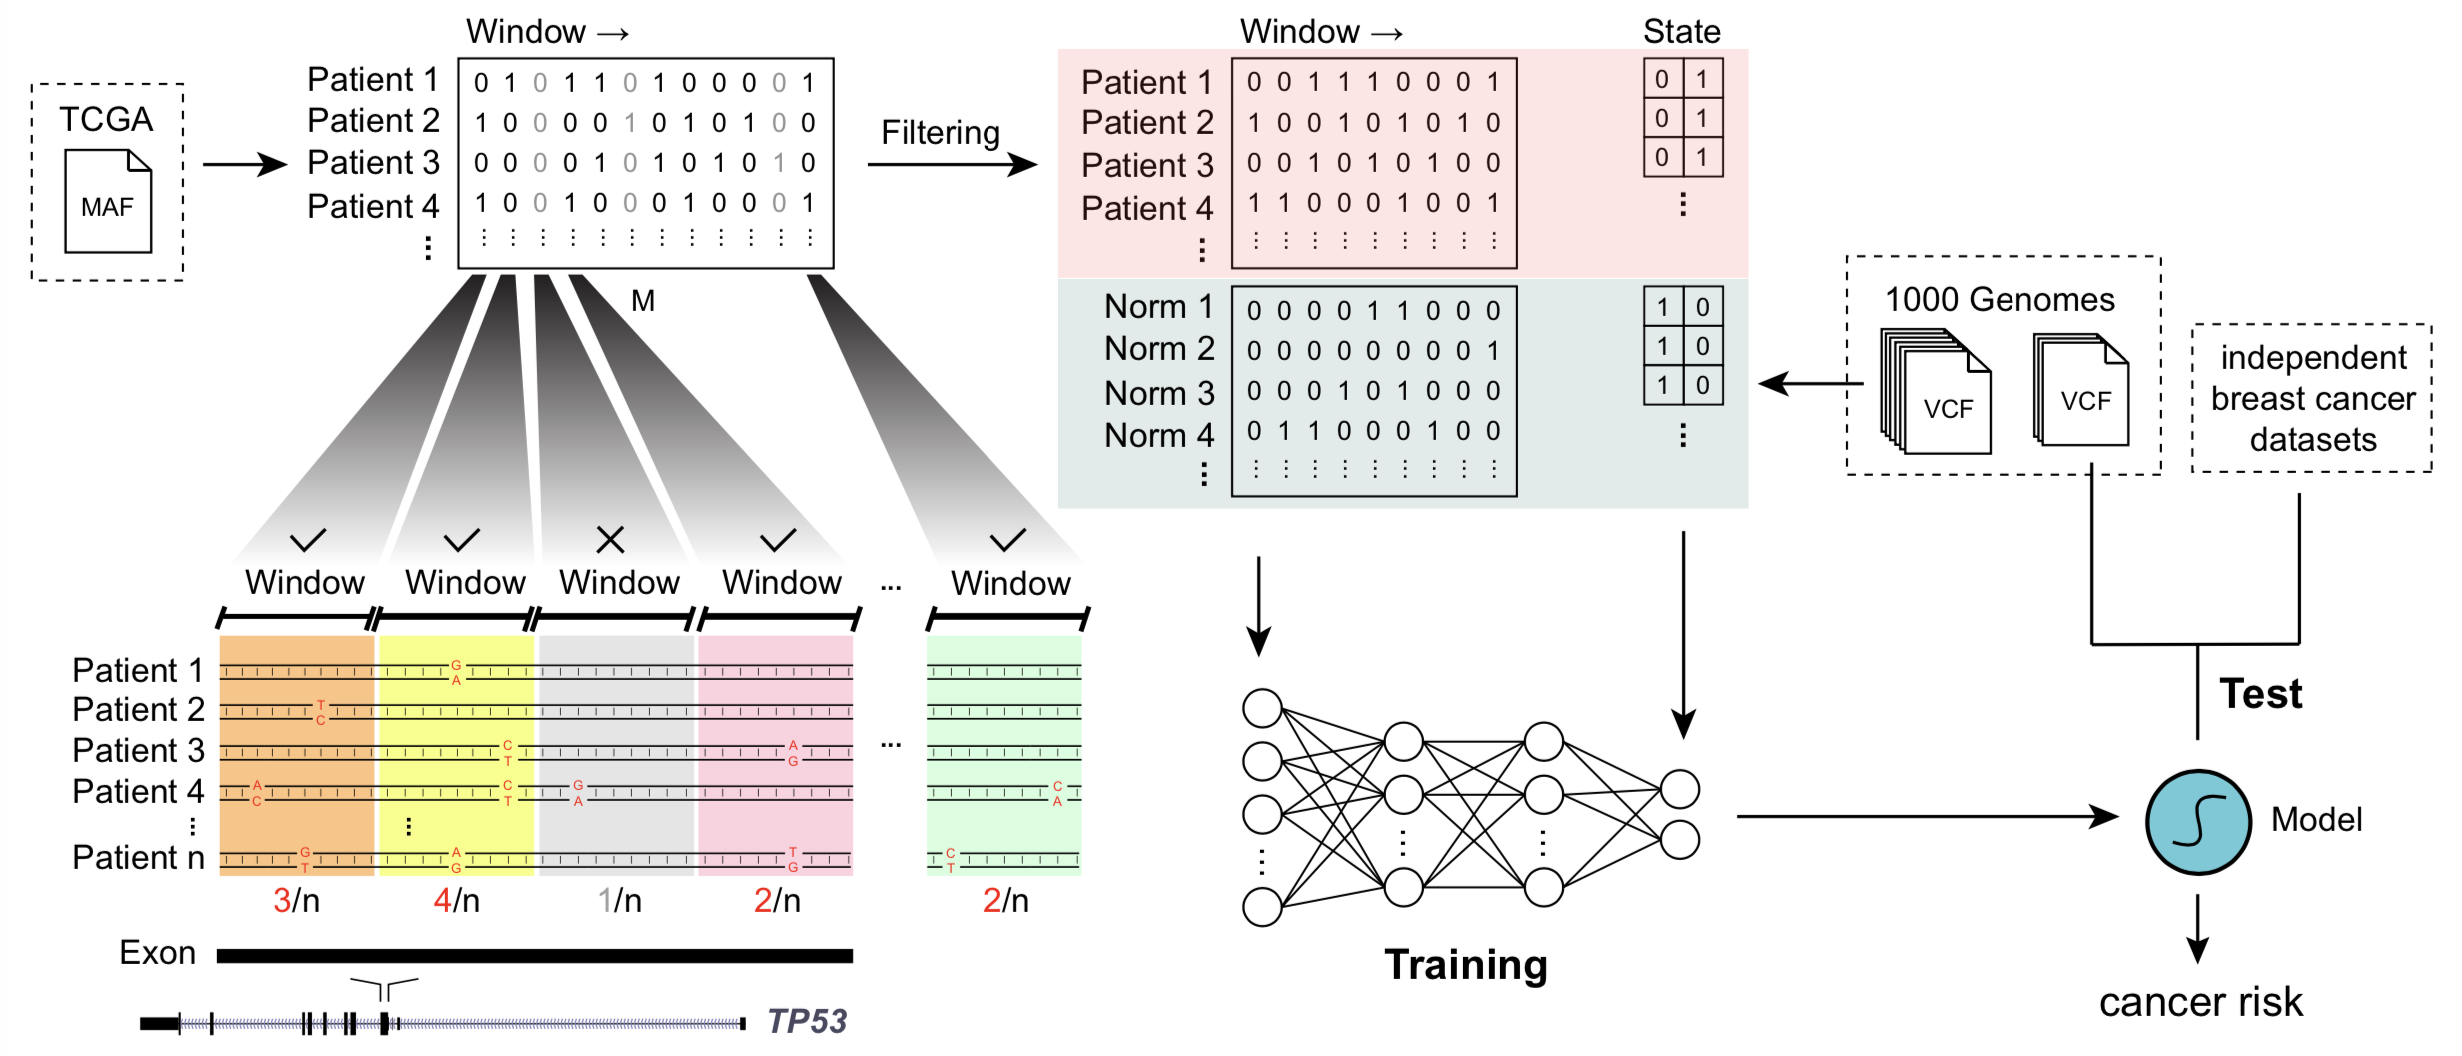 Window →
Patient 1 0 1 0 1 1 0 1 0 0 0 0 1
Patient 2 1 0 0 0 0 1 0 1 0 1 0 0
Patient 3 0 0 0 0 1 0 1 0 1 0 1 0
Patient 4 1 0 0 1 0 0 0 1 0 0 0 1
TCGA
MAF
Filtering
M
Window → State
Patient 1 0 0 1 1 1 0 0 0 1 0 1
Patient 2 1 0 0 1 0 1 0 1 0 0 1
Patient 3 0 0 1 0 1 0 1 0 0 0 1
Patient 4 1 1 0 0 0 1 0 0 1
Norm 1 0 0 0 0 1 1 0 0 0 1 0
Norm 2 0 0 0 0 0 0 0 0 1 1 0
Norm 3 0 0 0 1 0 1 0 0 0 1 0
Norm 4 0 1 1 0 0 0 1 0 0
1000 Genomes
VCF VCF
independent
breast cancer
datasets
Window Window Window Window ... Window
Patient 1 G
A
Patient 2 T
C
Patient 3 C A ...
T G
Patient 4 A C G C
C T A A
Patient n G A T C
T G G T
3/n 4/n 1/n 2/n 2/n
Exon
TP53
Training
Test
Model
cancer risk